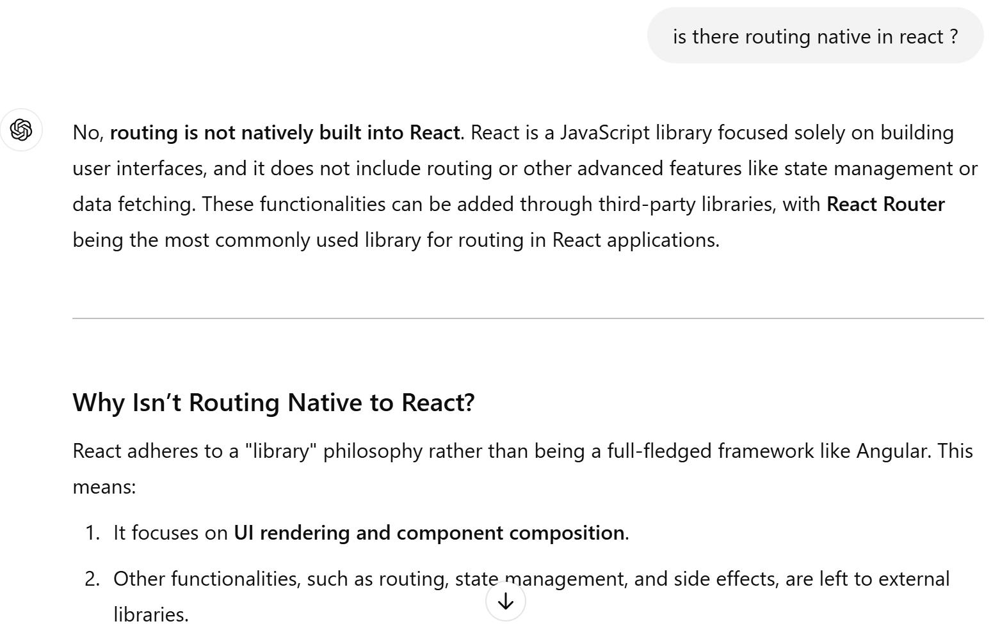 is there routing native in react ?
No, routing is not natively built into React. React is a JavaScript library focused solely on building
user interfaces, and it does not include routing or other advanced features like state management or
data fetching. These functionalities can be added through third-party libraries, with React Router
being the most commonly used library for routing in React applications.
Why Isn’t Routing Native to React?
React adheres to a "library" philosophy rather than being a full-fledged framework like Angular. This
means:
1. It focuses on UI rendering and component composition.
2. Other functionalities, such as routing, state management, and side effects, are left to external
libraries.